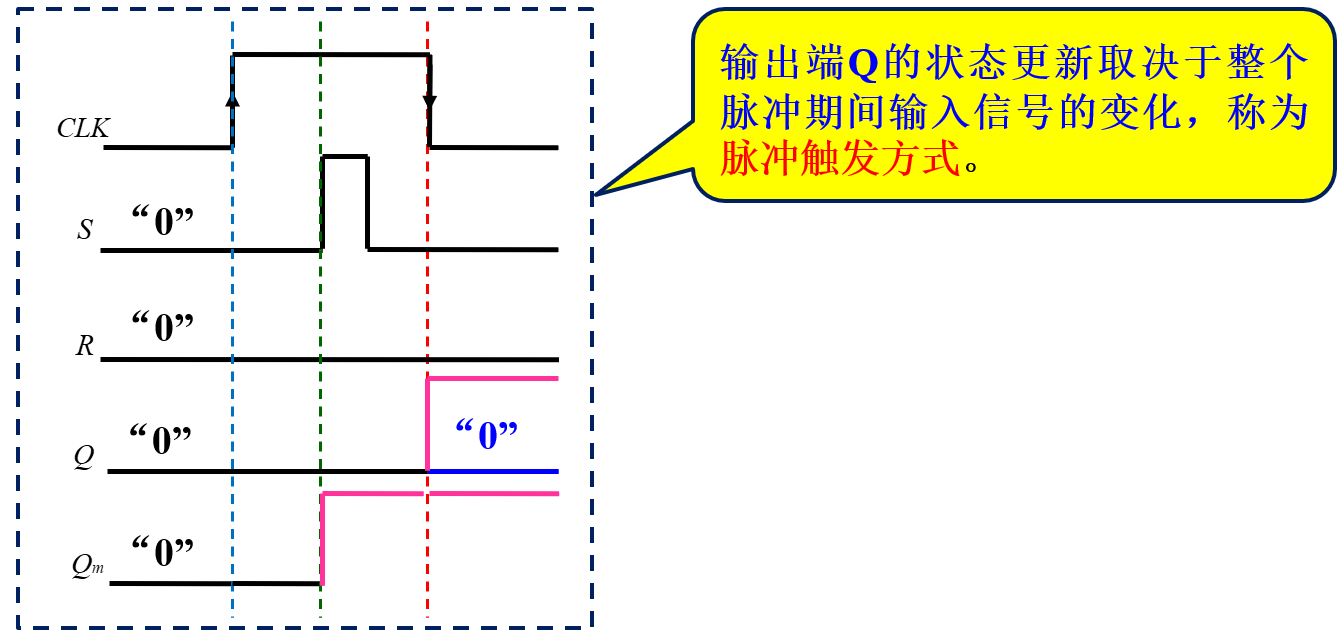 输出端Q的状态更新取决于整个
脉冲期间输入信号的变化，称为
脉冲触发方式。
CLK
S “0”
R “0”
Q “0” “0”
Qm “0”